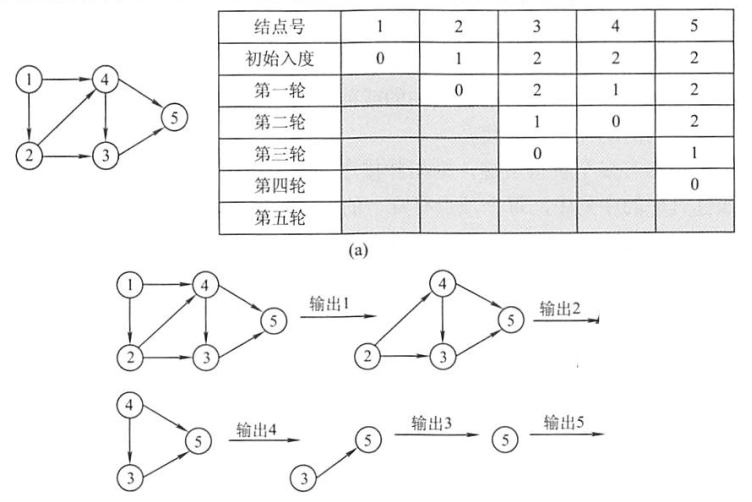 结点号 1 2 3 4 5
初始入度 0 1 2 2 2
第一轮 0 2 1 2
第二轮 1 0 2
第三轮 0 1
第四轮 0
第五轮
1 4
5
2 3
(a)
1 4
5 输出1
2 3
4
5 输出2
2 3
4
5 输出4
3
5 输出3
3
5 输出5